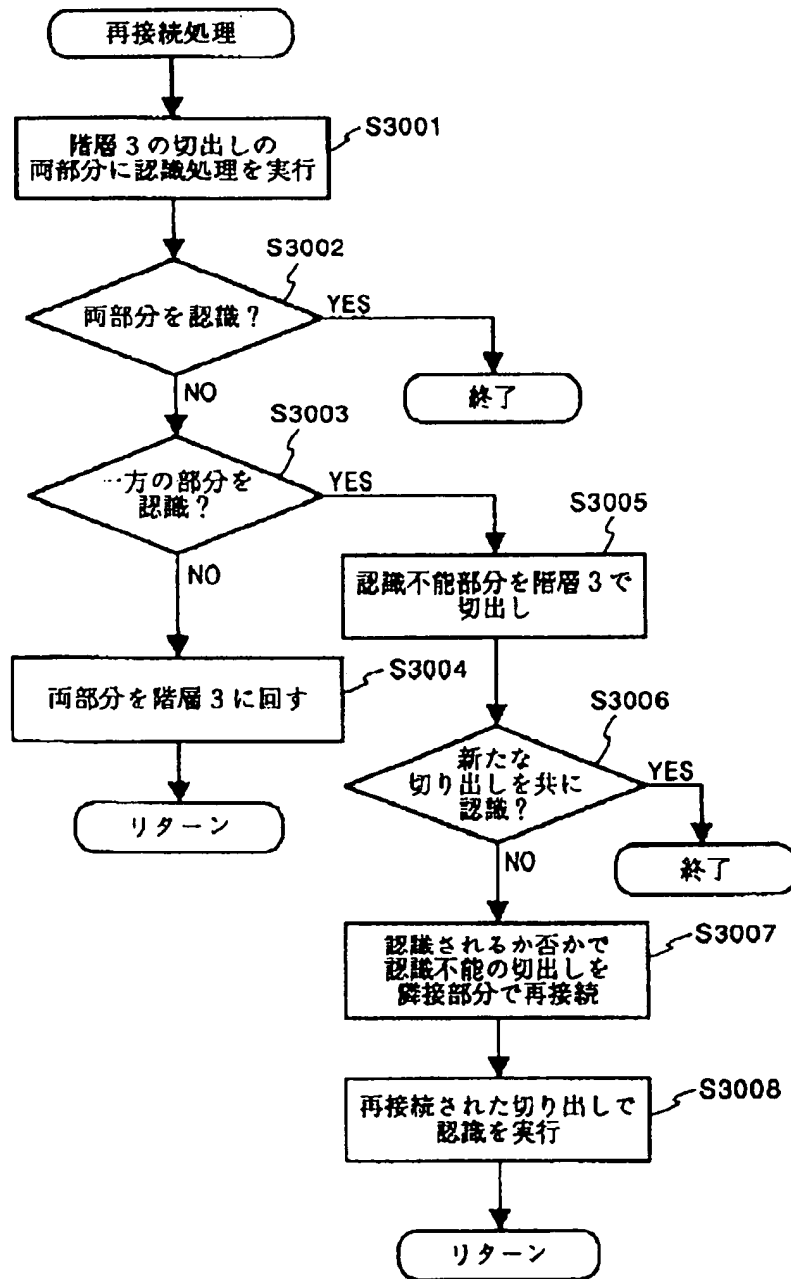 再接続処理
階層3の切出しの
両部分に認識処理を実行
S3001
S3002
両部分を認識?
YES
終了
NO
S3003
一方の部分を
認識?
YES
NO
S3005
認識不能部分を階層3で
切出し
両部分を階層3に回す
S3004
リターン
S3006
新たな
切り出しを共に
認識?
YES
終了
NO
認識されるか否かで
認識不能の切出しを
隣接部分で再接続
S3007
再接続された切り出しで
認識を実行
S3008
リターン